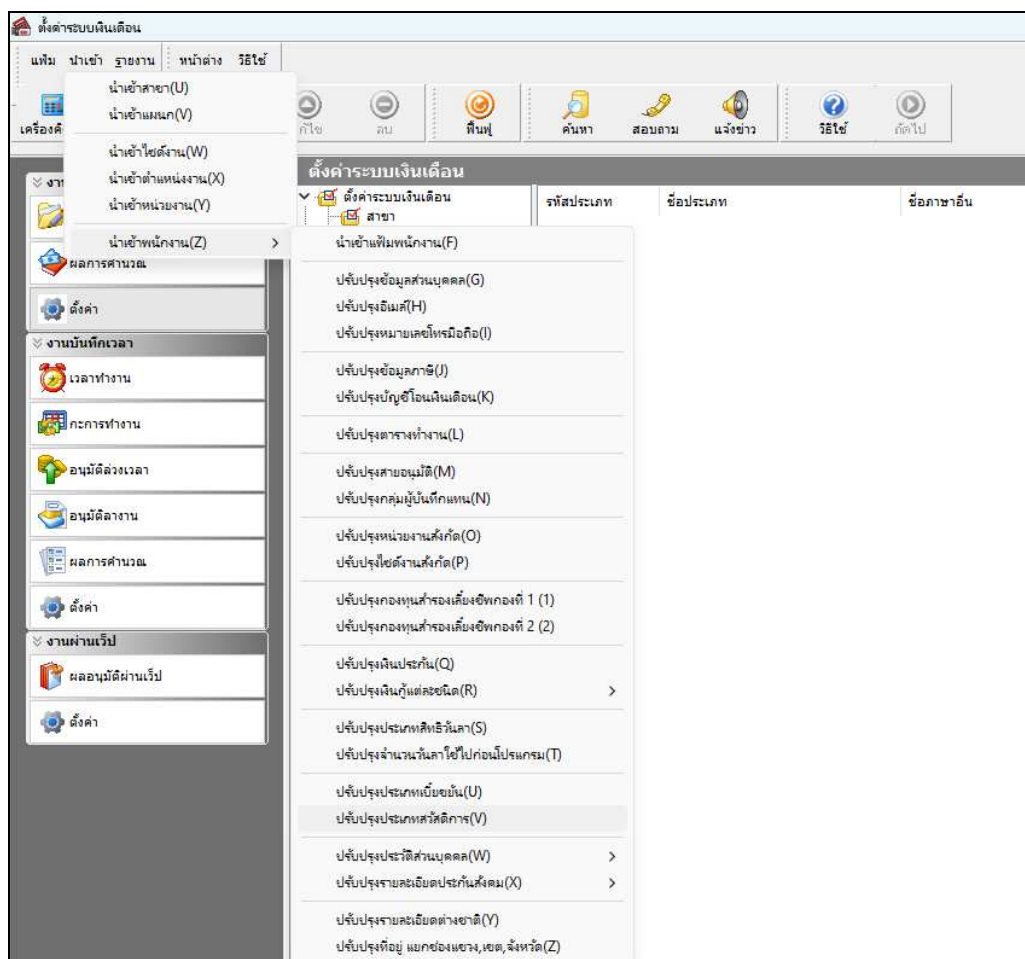 ตั้งค่าระบบเงินเดือน
แฟ้ม นำเข้า รายงาน หน้าต่าง วิธีใช้
นำเข้าสาขา(U)
นำเข้าแผนก(V)
นำเข้าไซด์งาน(W)
นำเข้าตำแหน่งงาน(X)
นำเข้าหน่วยงาน(Y)
นำเข้าพนักงาน(Z)
ลบ ฟื้นฟู ค้นหา สอบถาม แจ้งข่าว วิธีใช้ ถัดไป
ตั้งค่าระบบเงินเดือน
ตั้งค่าระบบเงินเดือน
สาขา
รหัสประเภท ชื่อประเภท ชื่อภาษาอื่น
ผลการคำนวณ
ตั้งค่า
งานบันทึกเวลา
เวลาทำงาน
กะการทำงาน
อนุมัติล่วงเวลา
อนุมัติลางาน
ผลการคำนวณ
ตั้งค่า
งานผ่านเว็ป
ผลอนุมัติผ่านเว็ป
ตั้งค่า
นำเข้าแฟ้มพนักงาน(F)
ปรับปรุงข้อมูลส่วนบุคคล(G)
ปรับปรุงอีเมล์(H)
ปรับปรุงหมายเลขโทรมือถือ(I)
ปรับปรุงข้อมูลภาษี(J)
ปรับปรุงบัญชีโอนเงินเดือน(K)
ปรับปรุงตารางทำงาน(L)
ปรับปรุงสายอนุมัติ(M)
ปรับปรุงกลุ่มผู้บันทึกแทน(N)
ปรับปรุงหน่วยงานสังกัด(O)
ปรับปรุงไซด์งานสังกัด(P)
ปรับปรุงกองทุนสำรองเลี้ยงชีพกองที่ 1 (1)
ปรับปรุงกองทุนสำรองเลี้ยงชีพกองที่ 2 (2)
ปรับปรุงเงินประกัน(Q)
ปรับปรุงเงินกู้แต่ละชนิด(R)
ปรับปรุงประเภทสิทธิวันลา(S)
ปรับปรุงจำนวนวันลาใช้ไปก่อนโปรแกรม(T)
ปรับปรุงประเภทเบี้ยขยัน(U)
ปรับปรุงประเภทสวัสดิการ(V)
ปรับปรุงประวัติส่วนบุคคล(W)
ปรับปรุงรายละเอียดประกันสังคม(X)
ปรับปรุงรายละเอียดต่างชาติ(Y)
ปรับปรุงที่อยู่ แยกช่องแขวง,เขต,จังหวัด(Z)